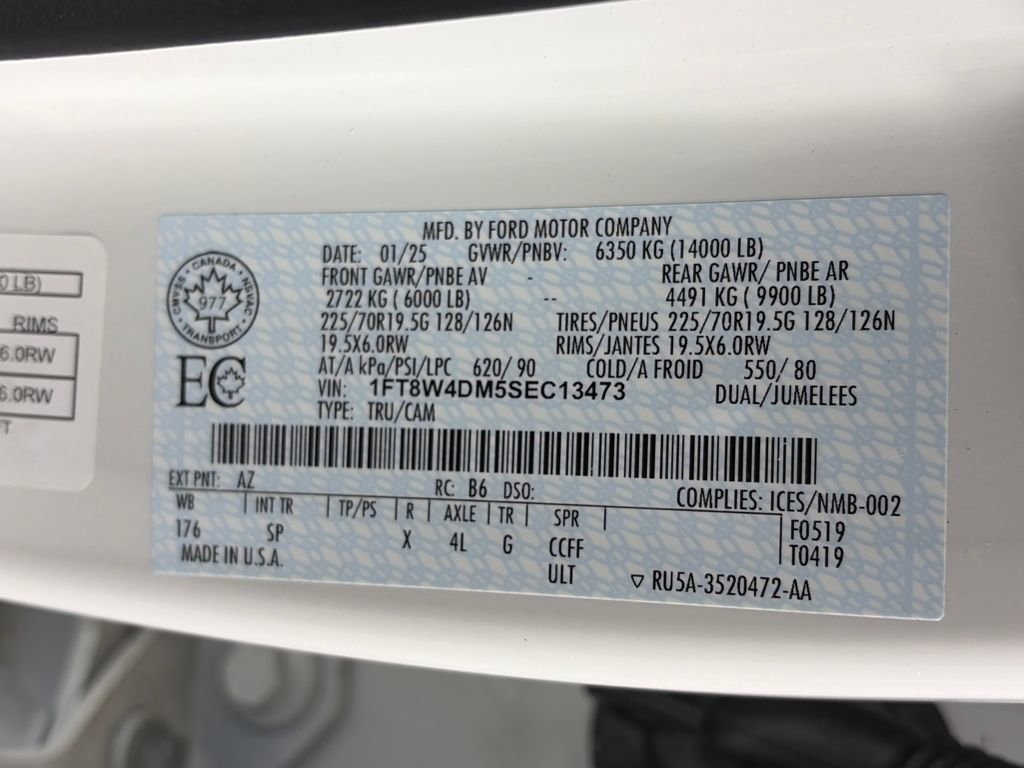 MFD. BY FORD MOTOR COMPANY
DATE: 01/25 GVWR/PNBV: 6350 KG (14000 LB)
FRONT GAWR/PNBE AV - REAR GAWR/ PNBE AR
2722 KG ( 6000 LB) -- 4491 KG ( 9900 LB)
225/70R19.5G 128/126N TIRES/PNEUS 225/70R19.5G 128/126N
19.5X6.0RW RIMS/JANTES 19.5X6.0RW
AT/A kPa/PSI/LPC 620/ 90 COLD/A FROID 550/ 80
VIN: 1FT8W4DM5SEC13473 DUAL/JUMELEES
TYPE: TRU/CAM
CANADA
NSVAC
TRANSPORT
SSAMC
977
EC
EXT PNT: AZ RC: B6 DSO: COMPLIES: ICES/NMB-002
WB INT TR TP/PS R AXLE TR SPR F0519
176 SP X 4L G CCFF T0419
MADE IN U.S.A. ULT RU5A-3520472-AA
0 LB)
RIMS
6.0RW
6.0RW
FT